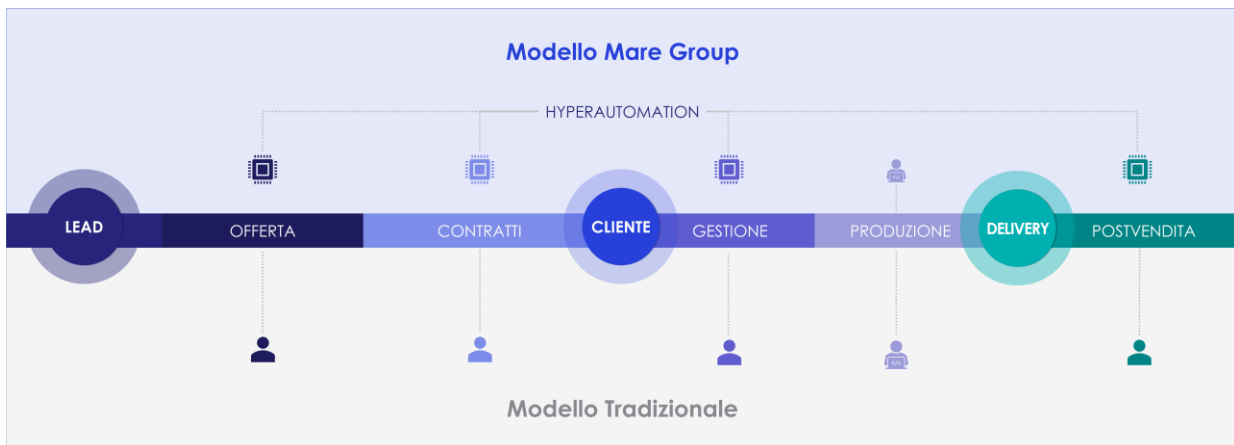 Modello Mare Group
HYPERAUTOMATION
LEAD
OFFERTA
CONTRATTI
CLIENTE
GESTIONE
PRODUZIONE
DELIVERY
POSTVENDITA
Modello Tradizionale